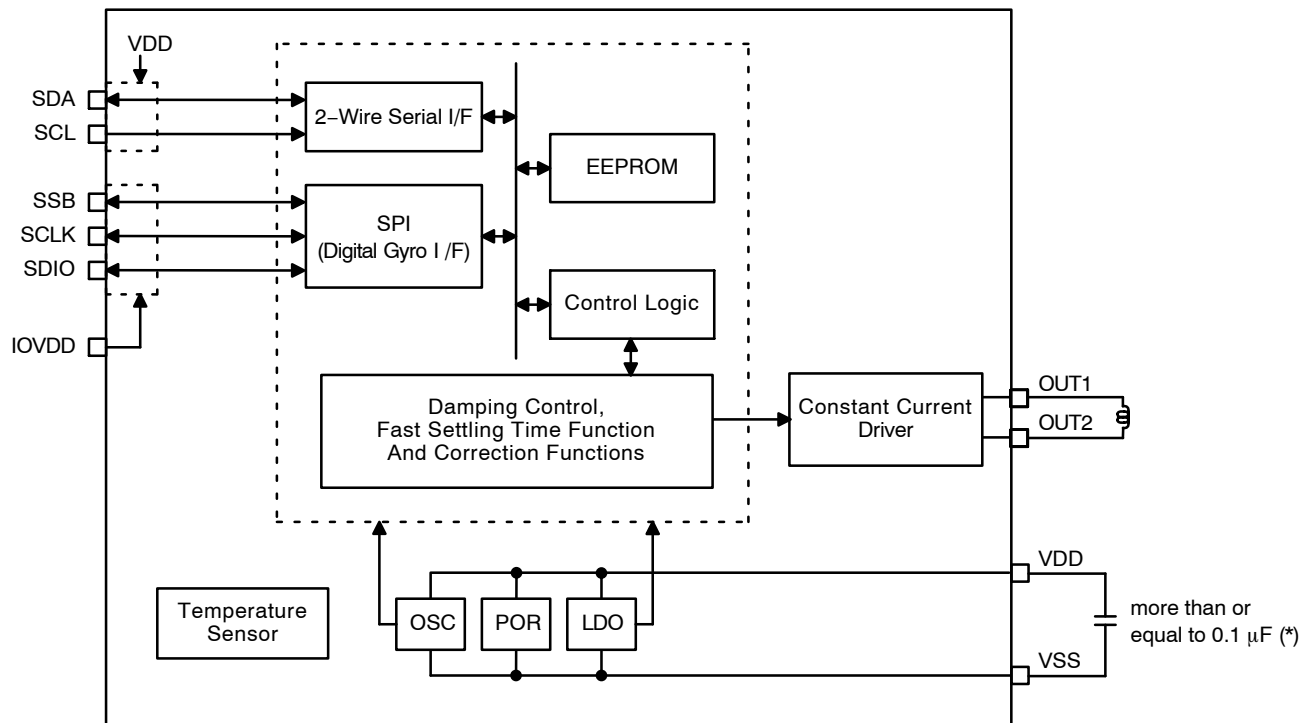 VDD
SDA
SCL
2−Wire Serial I/F
EEPROM
SSB
SCLK
SDIO
SPI
(Digital Gyro I /F)
Control Logic
IOVDD
Damping Control,
Fast Settling Time Function
And Correction Functions
Constant Current
Driver
OUT1
OUT2
Temperature
Sensor
OSC
POR
LDO
VDD
VSS
more than or
equal to 0.1 μF (*)